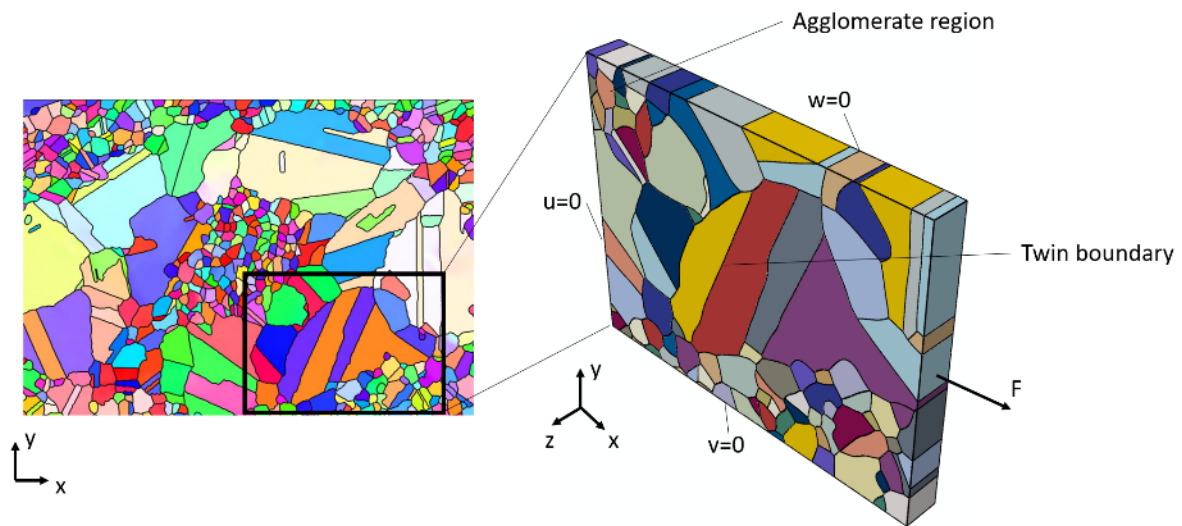 Agglomerate region
w=0
u=0
Twin boundary
y
x
y
z
x
v=0
F